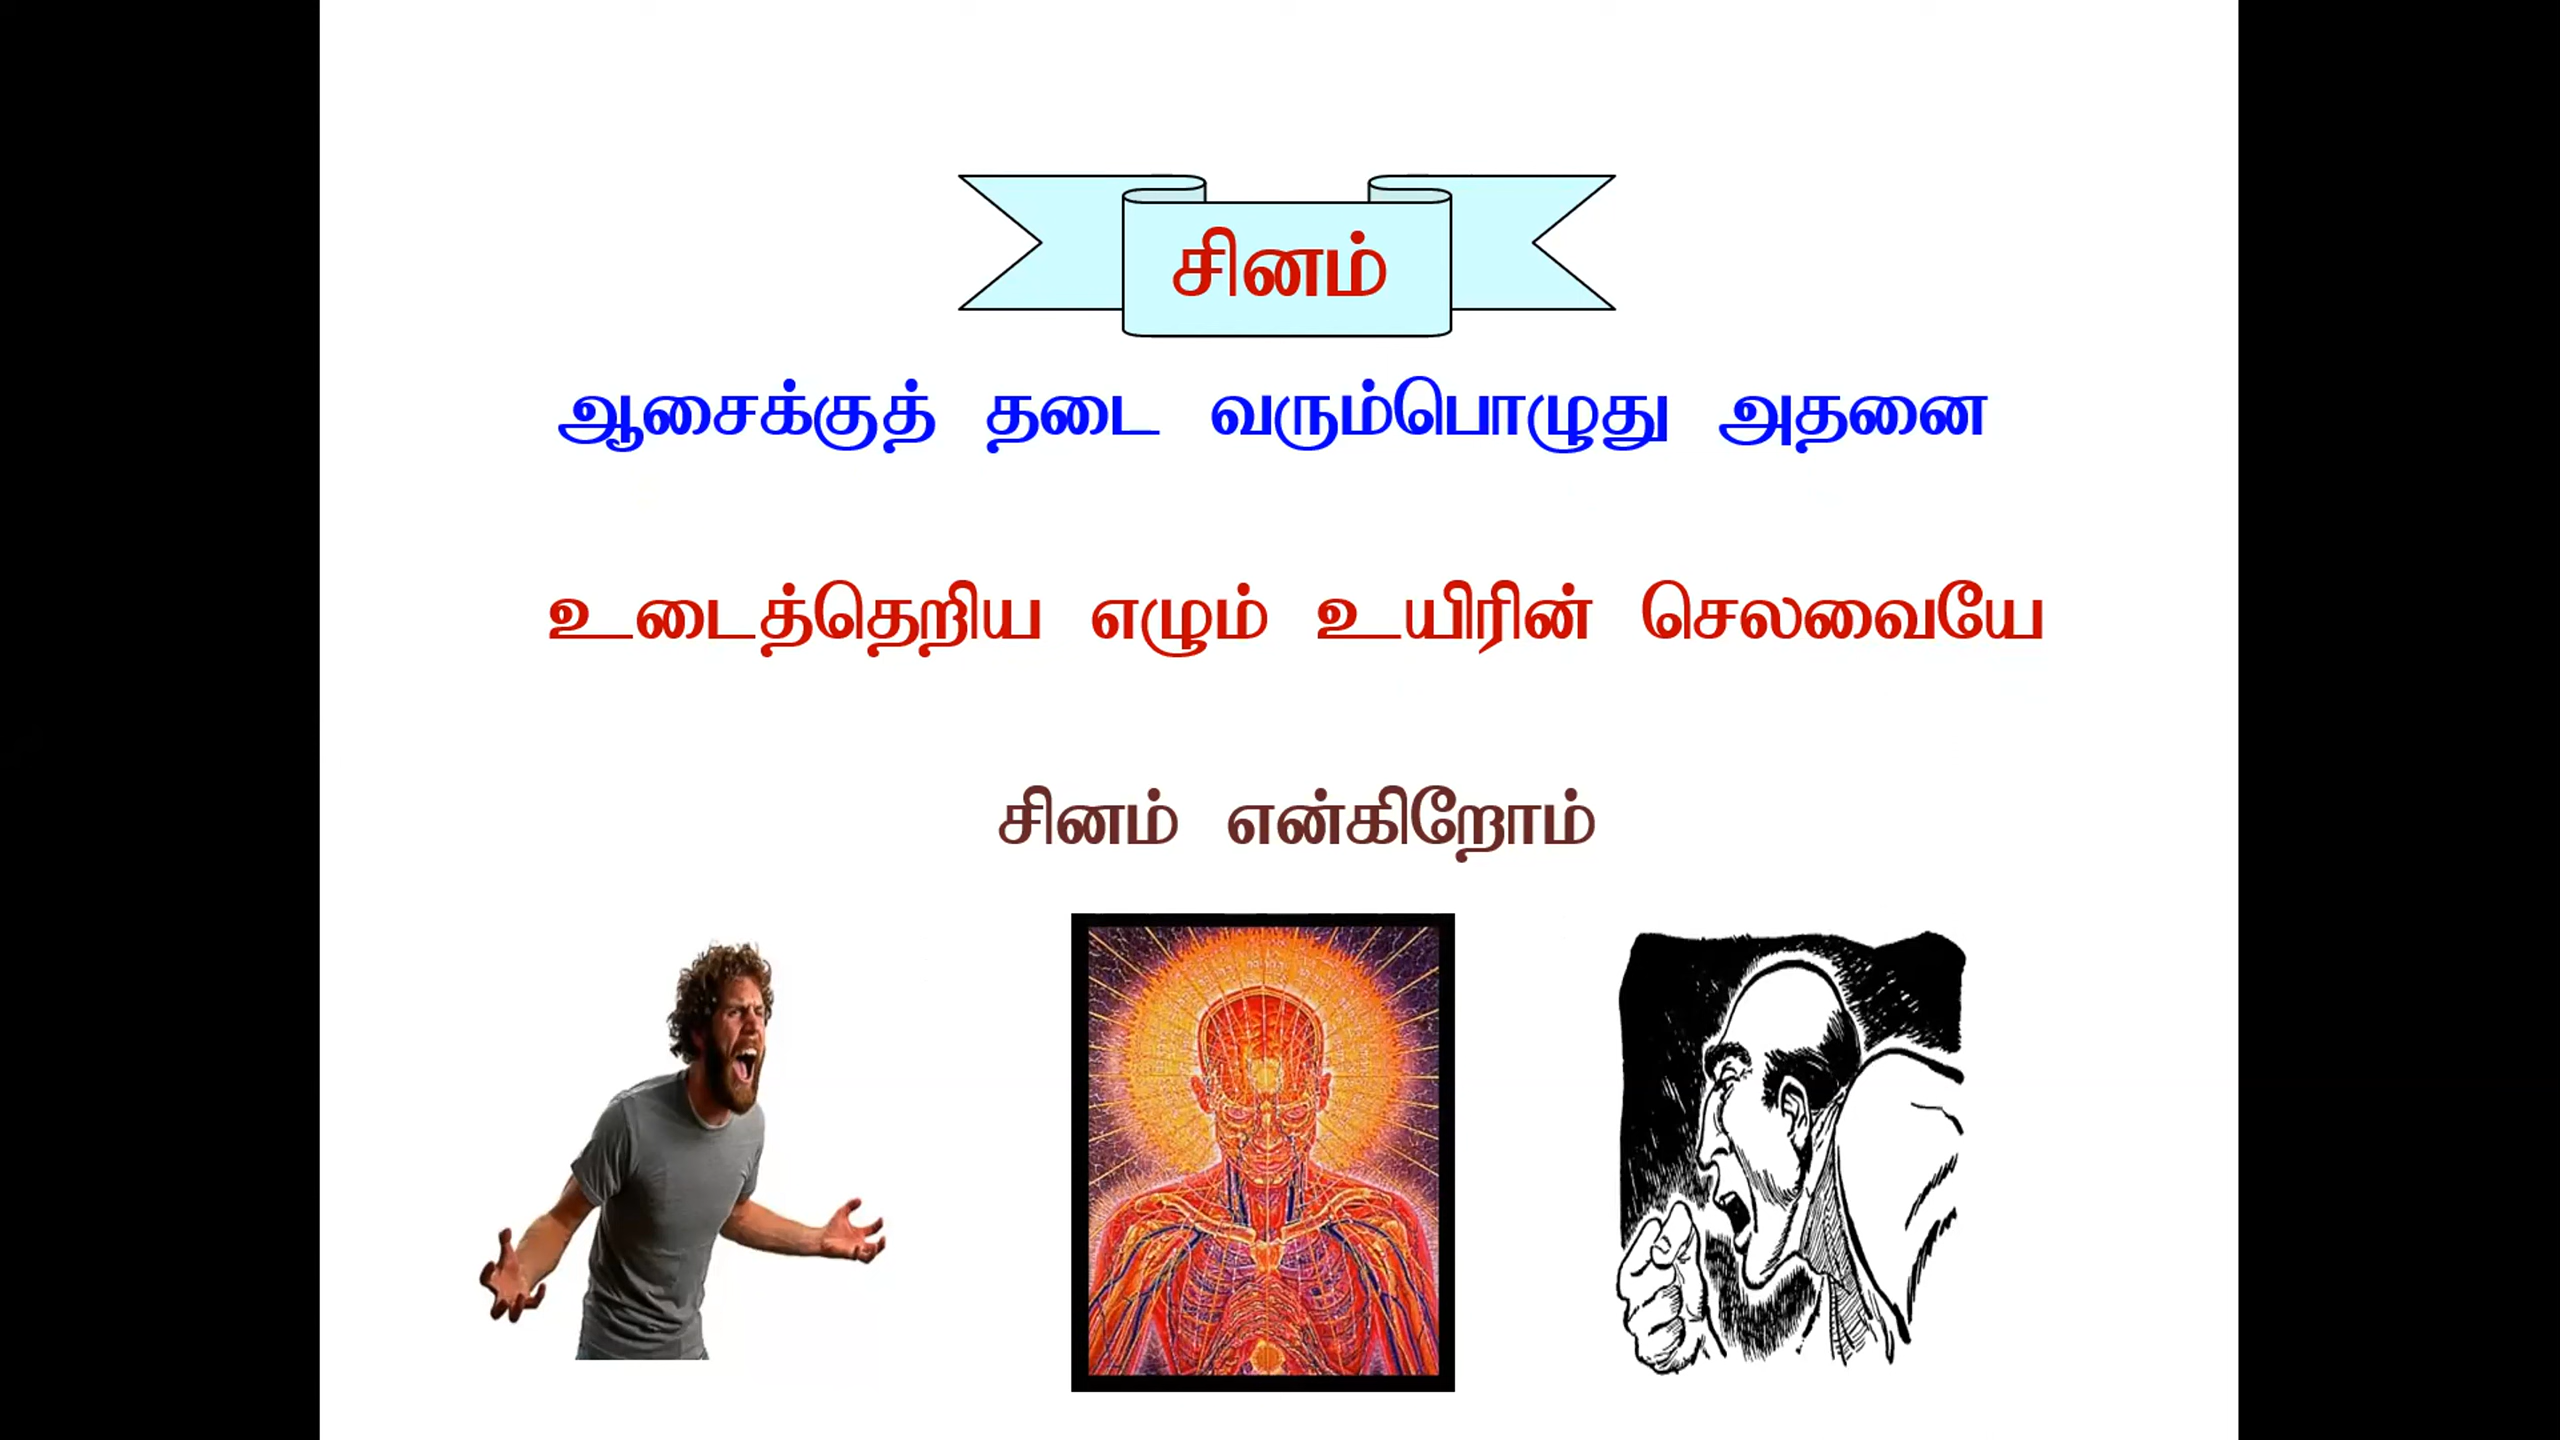 சினம்
ஆசைக்குத் தடை வரும்பொழுது அதனை
உடைத்தெறிய எழும் உயிரின் செலவையே
சினம் என்கிறோம்